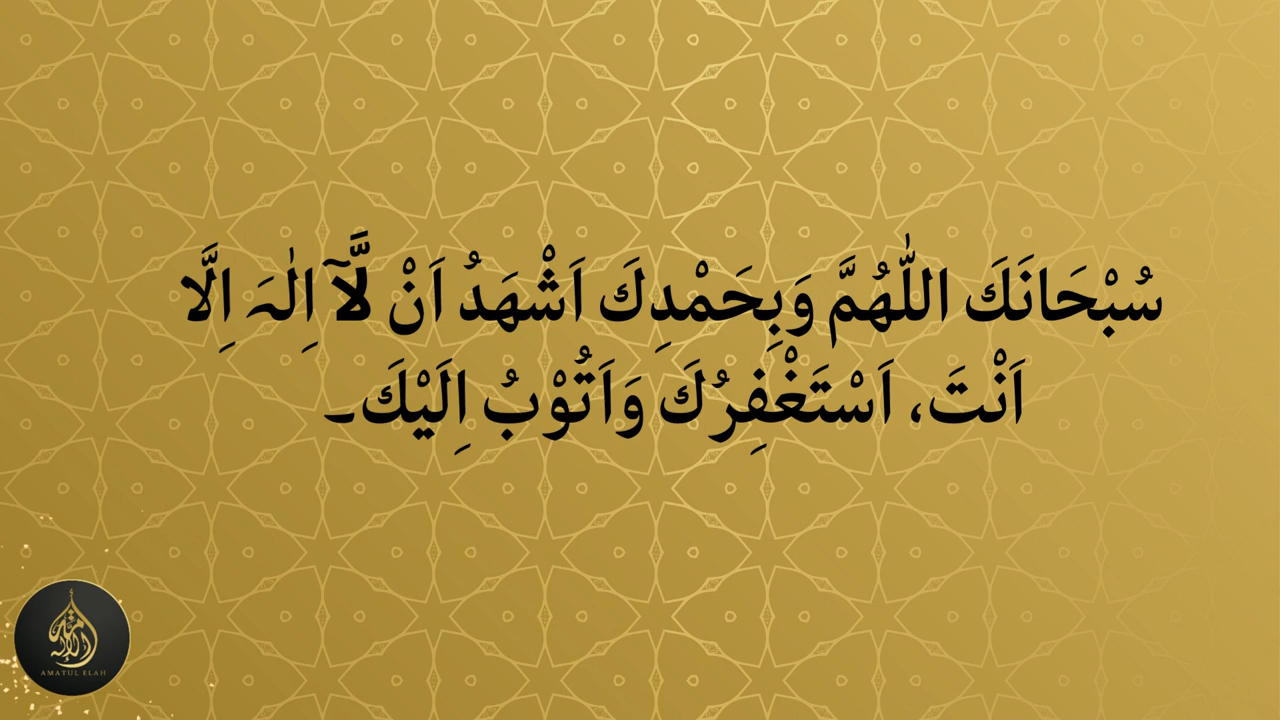 سُبْحَانَكَ اللّٰهُمَّ وَبِحَمْدِكَ اَشْهَدُ اَنْ لَّآ اِلٰہَ اِلَّا
اَنْتَ، اَسْتَغْفِرُكَ وَاَتُوْبُ اِلَيْكَ۔
AMATUL ELAH